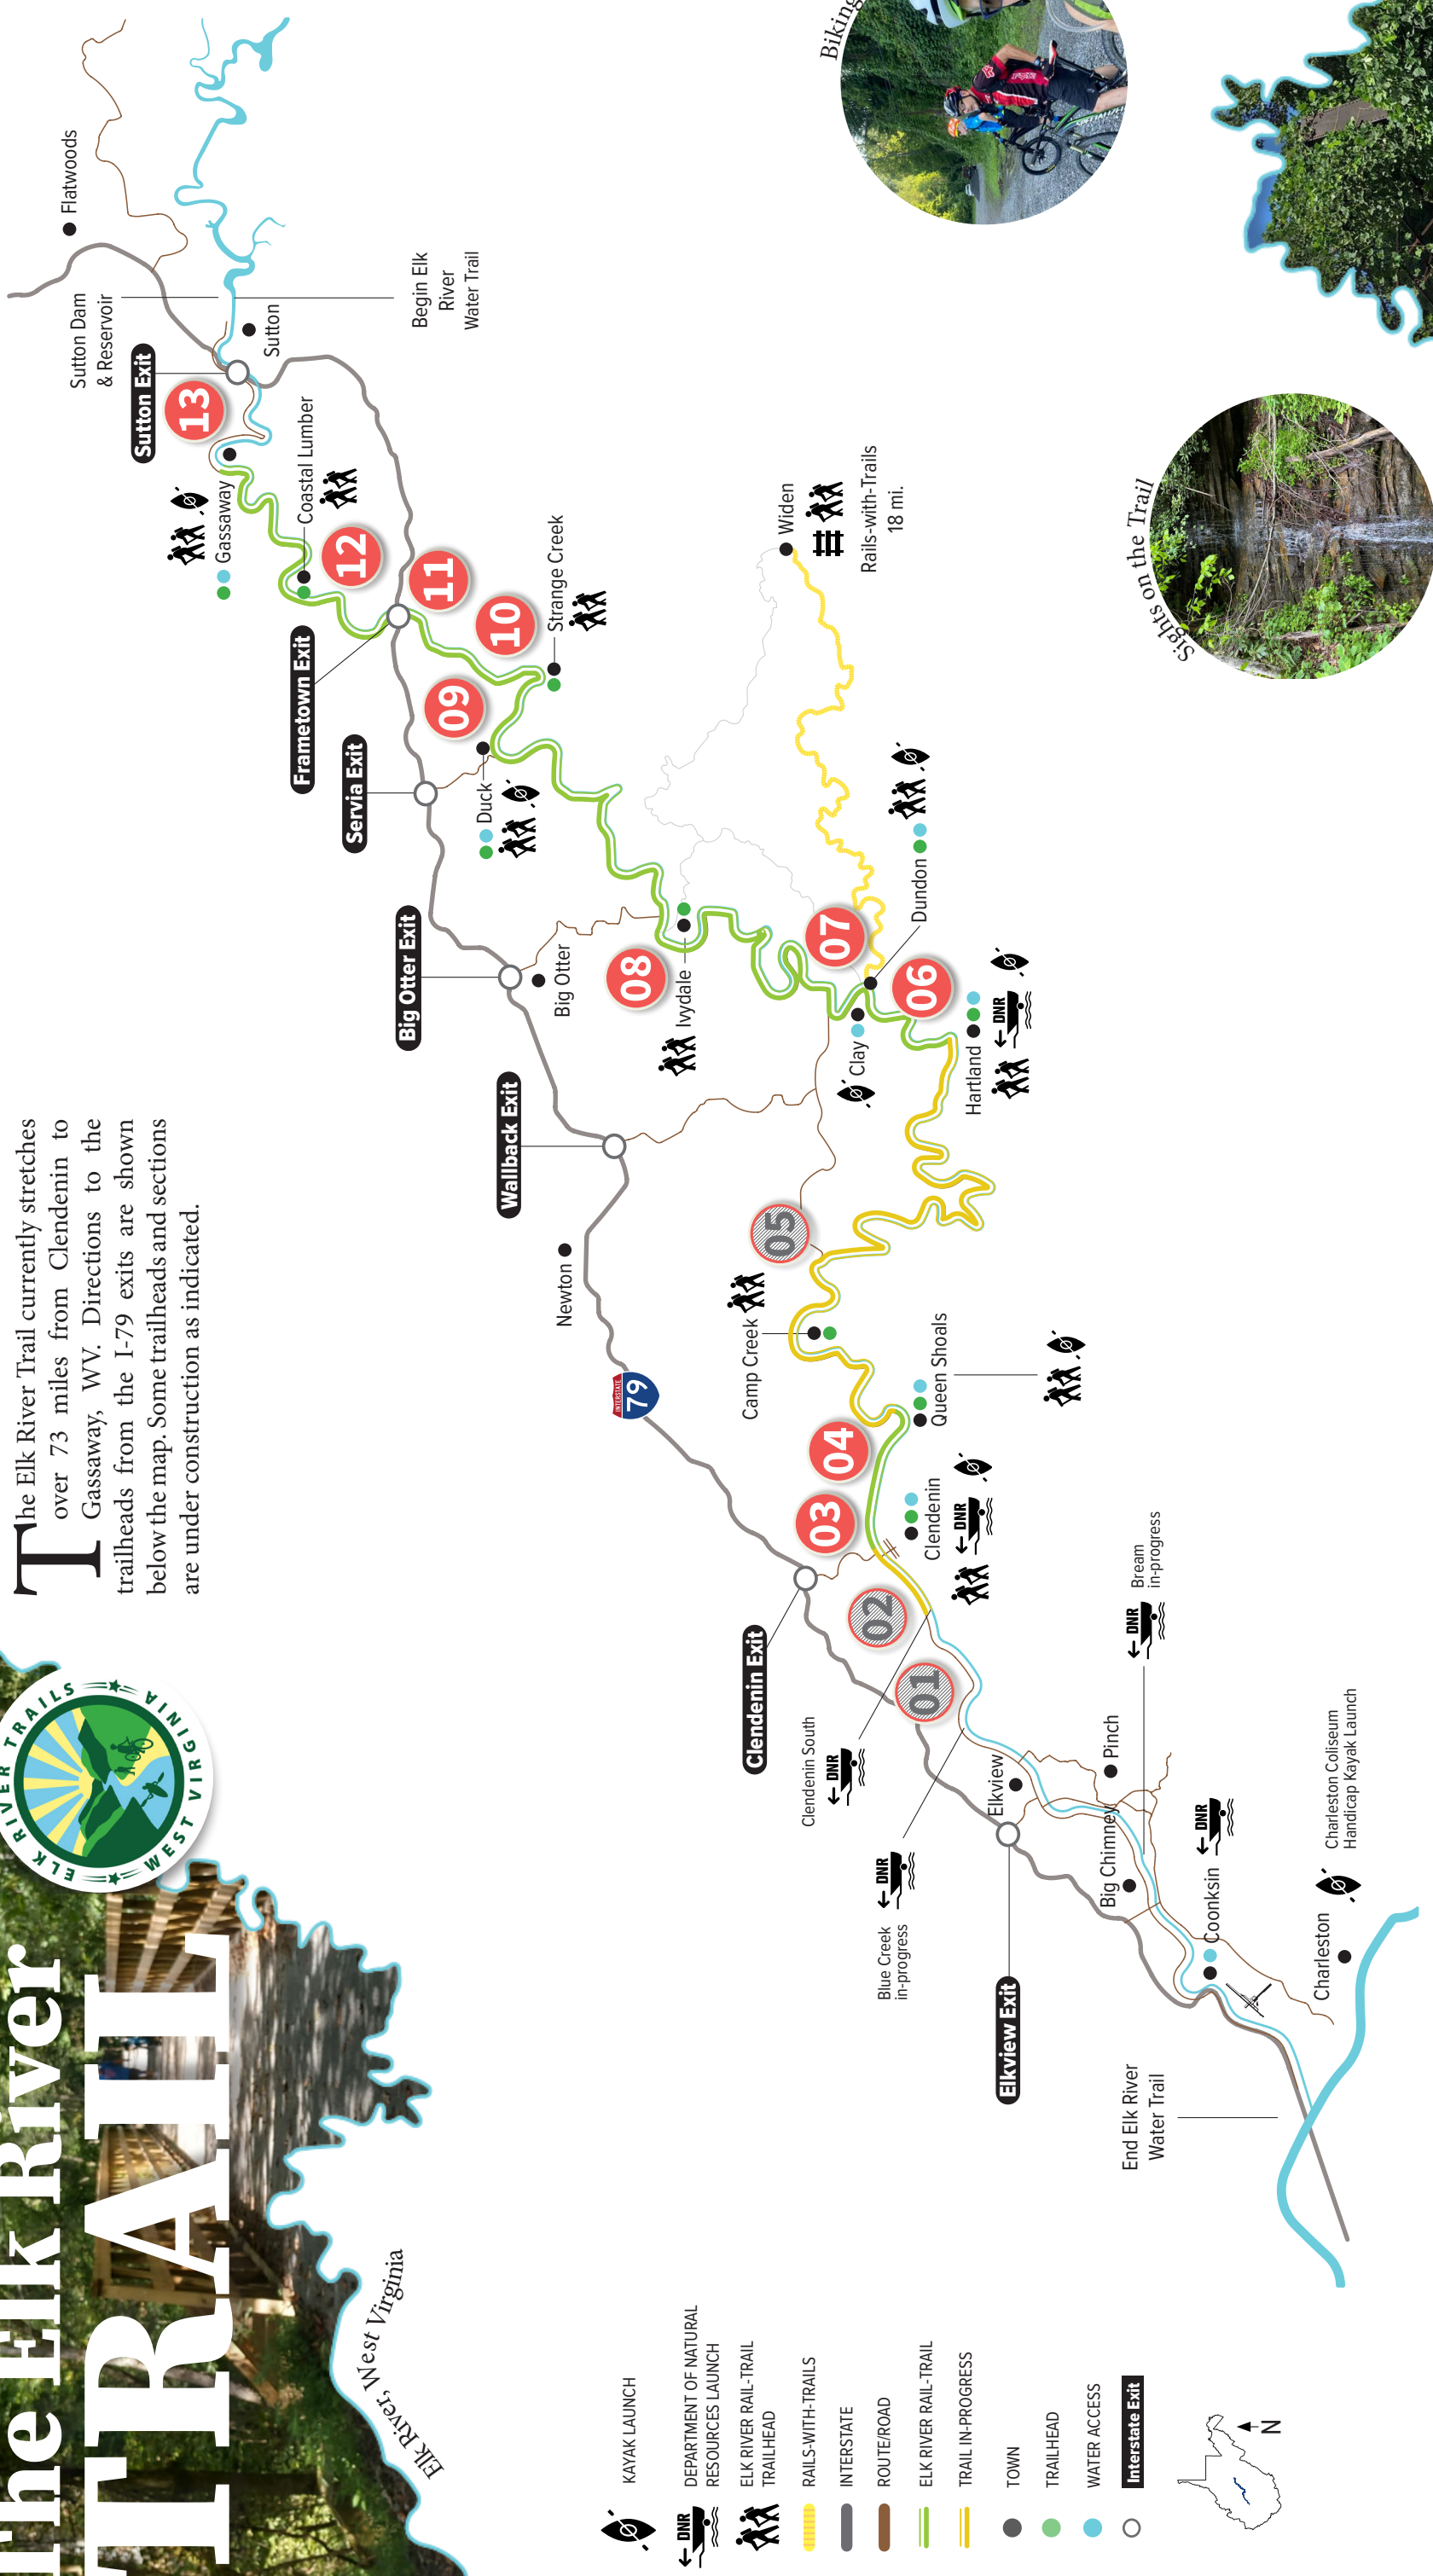 The Elk River
TRAIL
ELK RIVER TRAILS
WEST VIRGINIA
The Elk River Trail currently stretches
over 73 miles from Clendenin to
Gassaway, WV. Directions to the
trailheads from the I-79 exits are shown
below the map. Some trailheads and sections
are under construction as indicated.
Elk River, West Virginia
KAYAK LAUNCH
DNR
DEPARTMENT OF NATURAL
RESOURCES LAUNCH
ELK RIVER RAIL-TRAIL
TRAILHEAD
RAILS-WITH-TRAILS
INTERSTATE
ROUTE/ROAD
ELK RIVER RAIL-TRAIL
TRAIL IN-PROGRESS
TOWN
TRAILHEAD
WATER ACCESS
Interstate Exit
N
End Elk River
Water Trail
Elkview Exit
Charleston
Charleston Coliseum
Handicap Kayak Launch
Coonksin
DNR
Big Chimney
Pinch
Elkview
Blue Creek
in-progress
DNR
Bream
in-progress
DNR
Clendenin South
DNR
01
02
Clendenin Exit
03
04
Clendenin
DNR
Queen Shoals
Camp Creek
05
INTERSTATE
79
Newton
Wallback Exit
Hartland
DNR
06
Clay
07
Dundon
Big Otter Exit
Big Otter
08
Ivydale
Servia Exit
Duck
09
10
Strange Creek
Frametown Exit
11
12
Coastal Lumber
Gassaway
13
Sutton Exit
Sutton
Sutton Dam
& Reservoir
Begin Elk
River
Water Trail
Flatwoods
Widen
Rails-with-Trails
18 mi.
Sights on the Trail
Biking